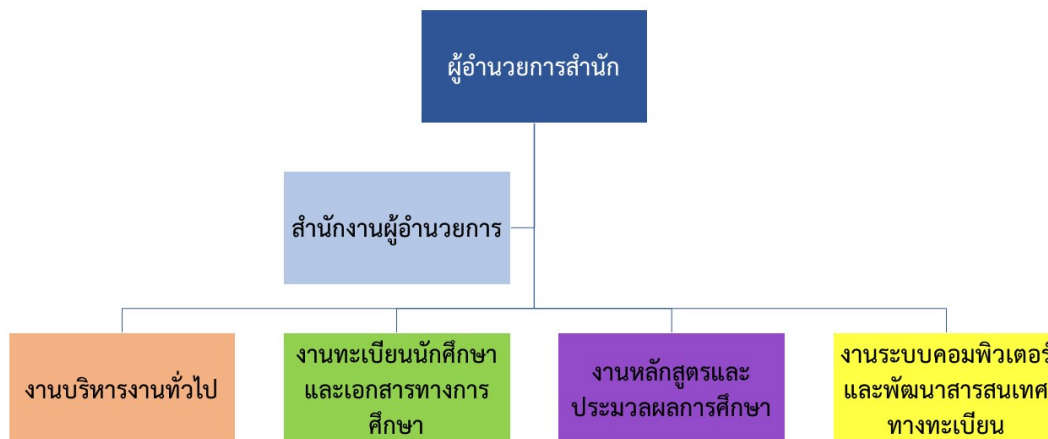 ผู้อำนวยการสำนัก
สำนักงานผู้อำนวยการ
งานบริหารงานทั่วไป
งานทะเบียนนักศึกษา
และเอกสารทางการ
ศึกษา
งานหลักสูตรและ
ประมวลผลการศึกษา
งานระบบคอมพิวเตอร์
และพัฒนาสารสนเทศ
ทางทะเบียน